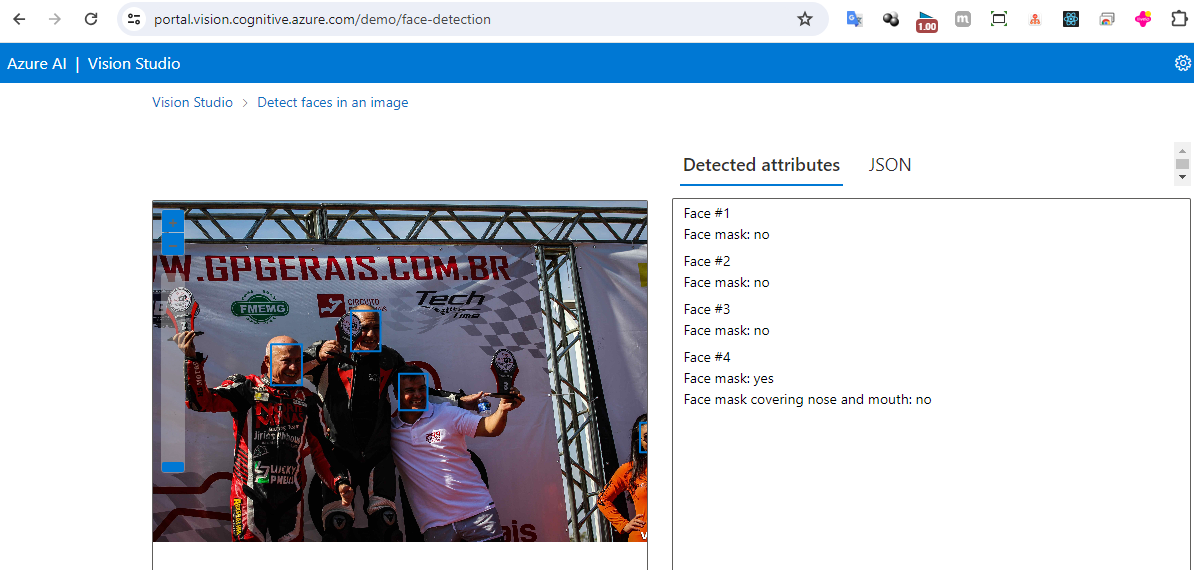 portal.vision.cognitive.azure.com/demo/face-detection
1.00
Azure AI | Vision Studio
Vision Studio > Detect faces in an image
Detected attributes JSON
Face #1
Face mask: no
Face #2
Face mask: no
Face #3
Face mask: no
Face #4
Face mask: yes
Face mask covering nose and mouth: no
W.GPGERAIS.COM.BR
FMEMG
CIRCUITO
Tech
Time